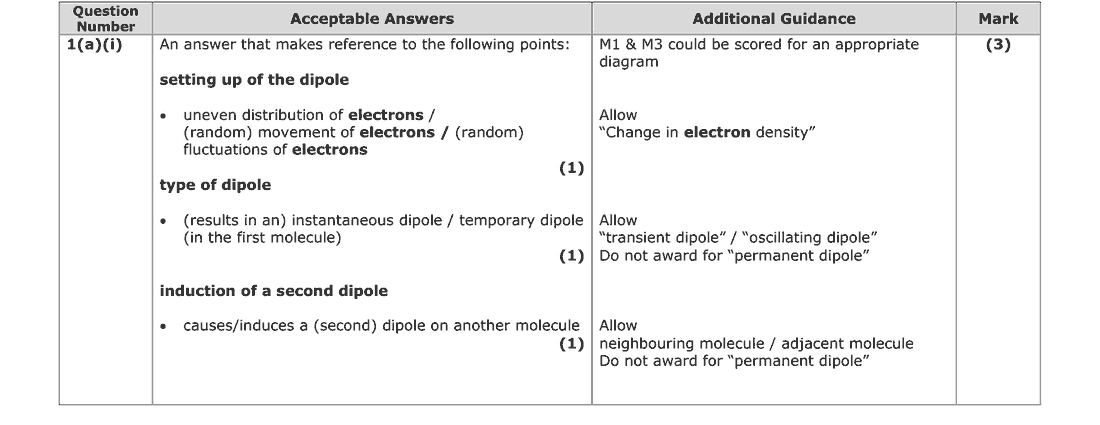 Question
Number
Acceptable Answers
Additional Guidance
Mark
1(a)(i)
An answer that makes reference to the following points:
setting up of the dipole
• uneven distribution of electrons /
(random) movement of electrons / (random)
fluctuations of electrons
(1)
type of dipole
• (results in an) instantaneous dipole / temporary dipole
(in the first molecule)
(1)
induction of a second dipole
• causes/induces a (second) dipole on another molecule
(1)
M1 & M3 could be scored for an appropriate
diagram
Allow
“Change in electron density”
Allow
“transient dipole” / “oscillating dipole”
Do not award for “permanent dipole”
Allow
neighbouring molecule / adjacent molecule
Do not award for “permanent dipole”
(3)